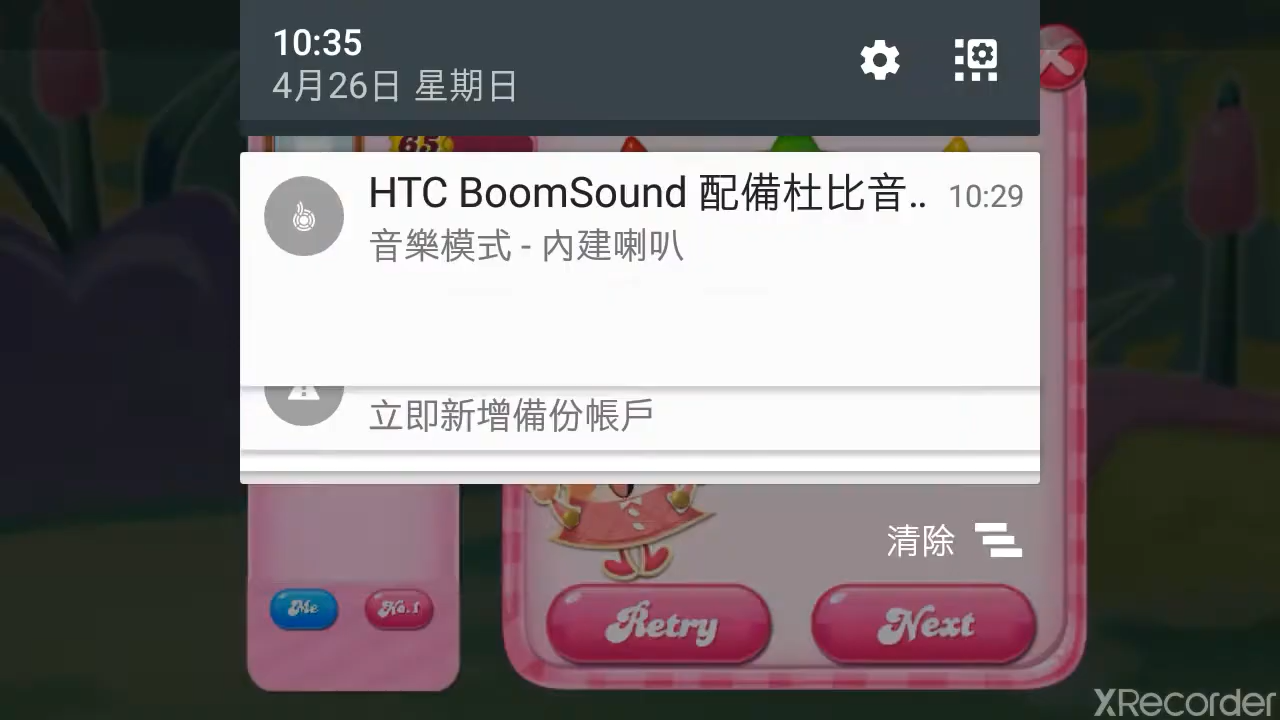 10:35
4月26日 星期日
65
HTC BoomSound 配備杜比音..
10:29
音樂模式 - 內建喇叭
立即新增備份帳戶
清除
Me
No.1
Retry
Next
XRecorder